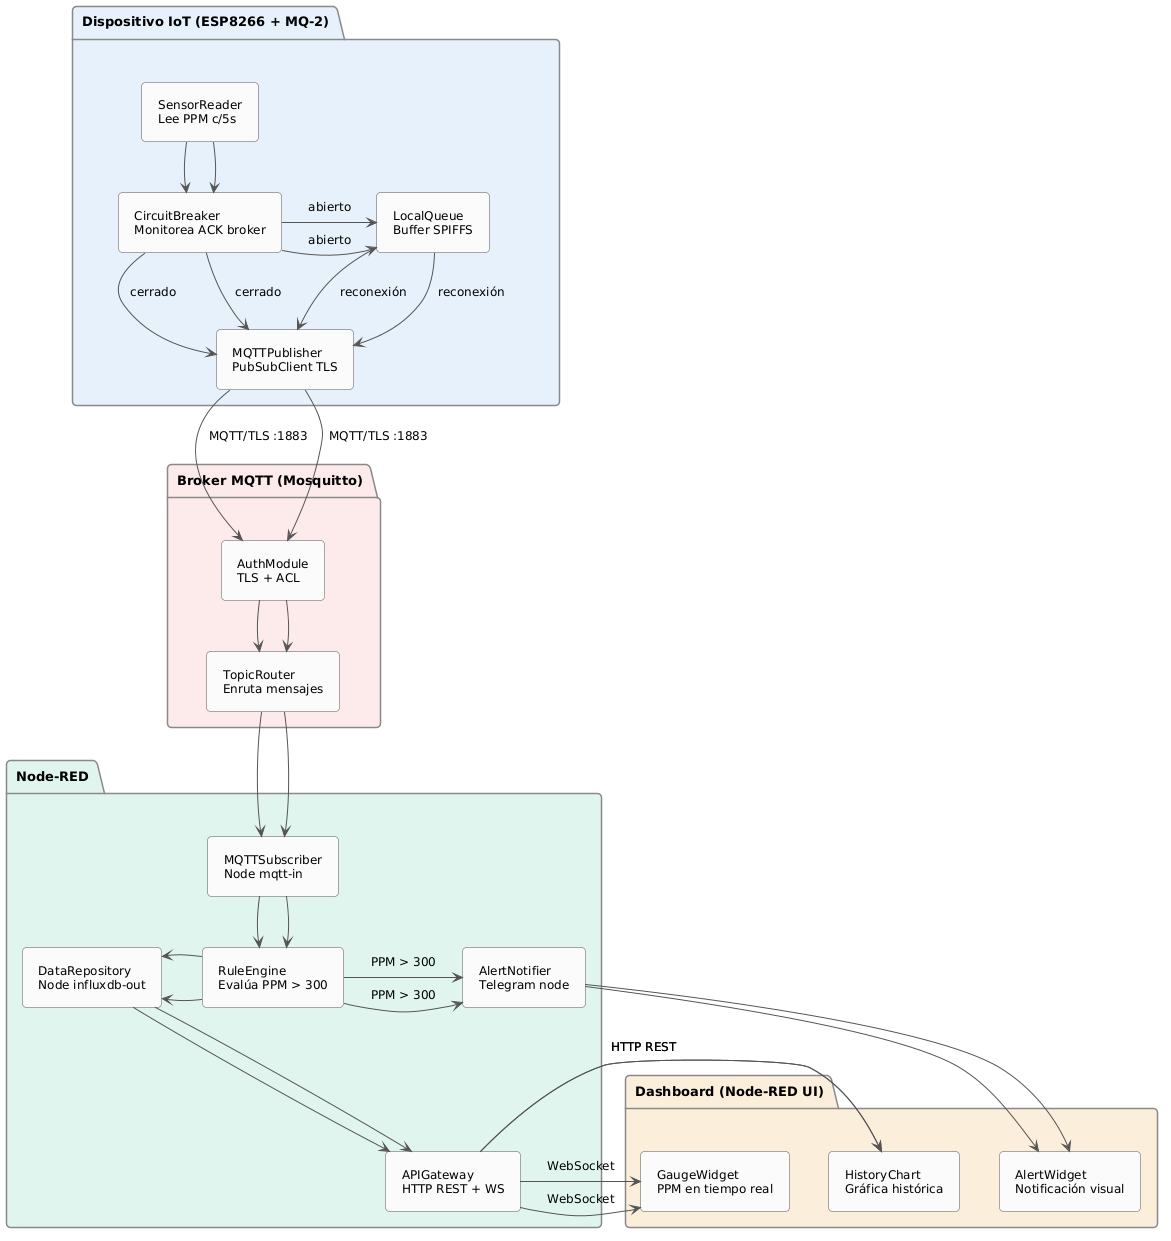 Dispositivo IoT (ESP8266 + MQ-2)
SensorReader
Lee PPM c/5s
CircuitBreaker
Monitorea ACK broker
abierto
abierto
LocalQueue
Buffer SPIFFS
cerrado
cerrado
reconexión
reconexión
MQTTPublisher
PubSubClient TLS
MQTT/TLS :1883
MQTT/TLS :1883
Broker MQTT (Mosquitto)
AuthModule
TLS + ACL
TopicRouter
Enruta mensajes
Node-RED
MQTTSubscriber
Node mqtt-in
DataRepository
Node influxdb-out
RuleEngine
Evalúa PPM > 300
PPM > 300
PPM > 300
AlertNotifier
Telegram node
HTTP REST
Dashboard (Node-RED UI)
APIGateway
HTTP REST + WS
WebSocket
WebSocket
GaugeWidget
PPM en tiempo real
HistoryChart
Gráfica histórica
AlertWidget
Notificación visual